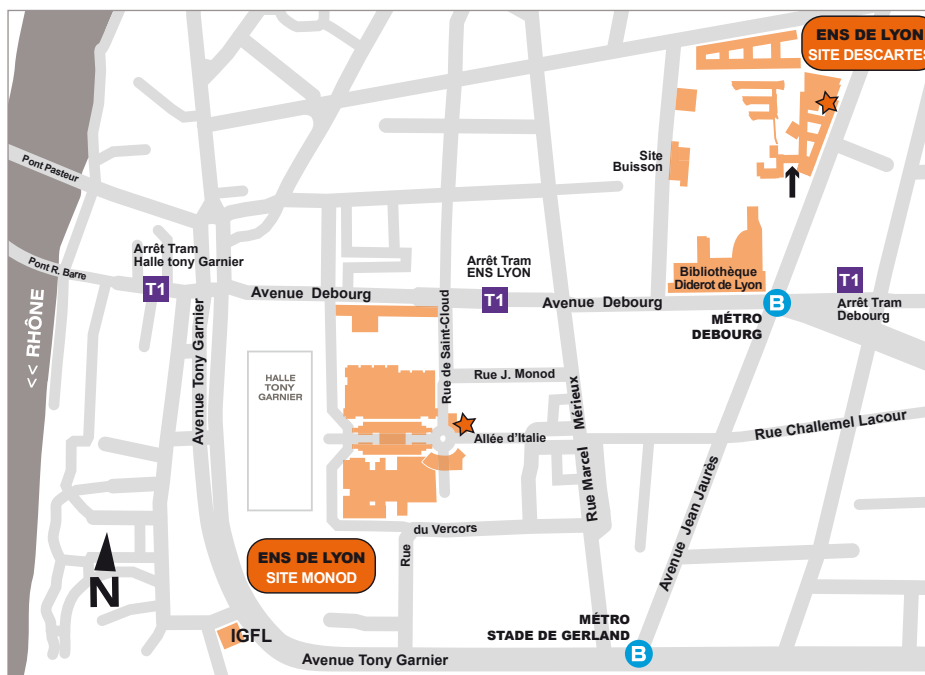 ENS DE LYON
SITE DESCARTES
Pont Pasteur
Site
Buisson
Arrêt Tram
Halle tony Garnier
T1
Pont R. Barre
Arrêt Tram
ENS LYON
T1
Bibliothèque
Diderot de Lyon
T1
Arrêt Tram
Debourg
Avenue Debourg
Avenue Debourg
B
MÉTRO
DEBOURG
<< RHÔNE
Avenue Tony Garnier
HALLE
TONY
GARNIER
Rue de Saint-Cloud
Rue J. Monod
Rue Marcel Mérieux
Allée d'Italie
Rue Challemel Lacour
Avenue Jean Jaurès
Rue du Vercors
N
ENS DE LYON
SITE MONOD
IGFL
MÉTRO
STADE DE GERLAND
B
Avenue Tony Garnier